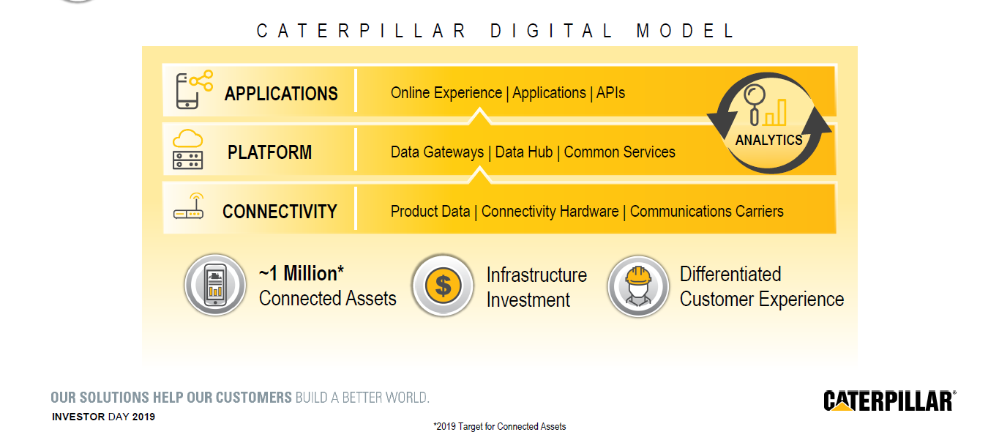 CATERPILLAR DIGITAL MODEL
APPLICATIONS
Online Experience | Applications | APIs
PLATFORM
Data Gateways | Data Hub | Common Services
ANALYTICS
CONNECTIVITY
Product Data | Connectivity Hardware | Communications Carriers
~1 Million*
Connected Assets
Infrastructure
Investment
Differentiated
Customer Experience
OUR SOLUTIONS HELP OUR CUSTOMERS BUILD A BETTER WORLD.
INVESTOR DAY 2019
*2019 Target for Connected Assets
CATERPILLAR®